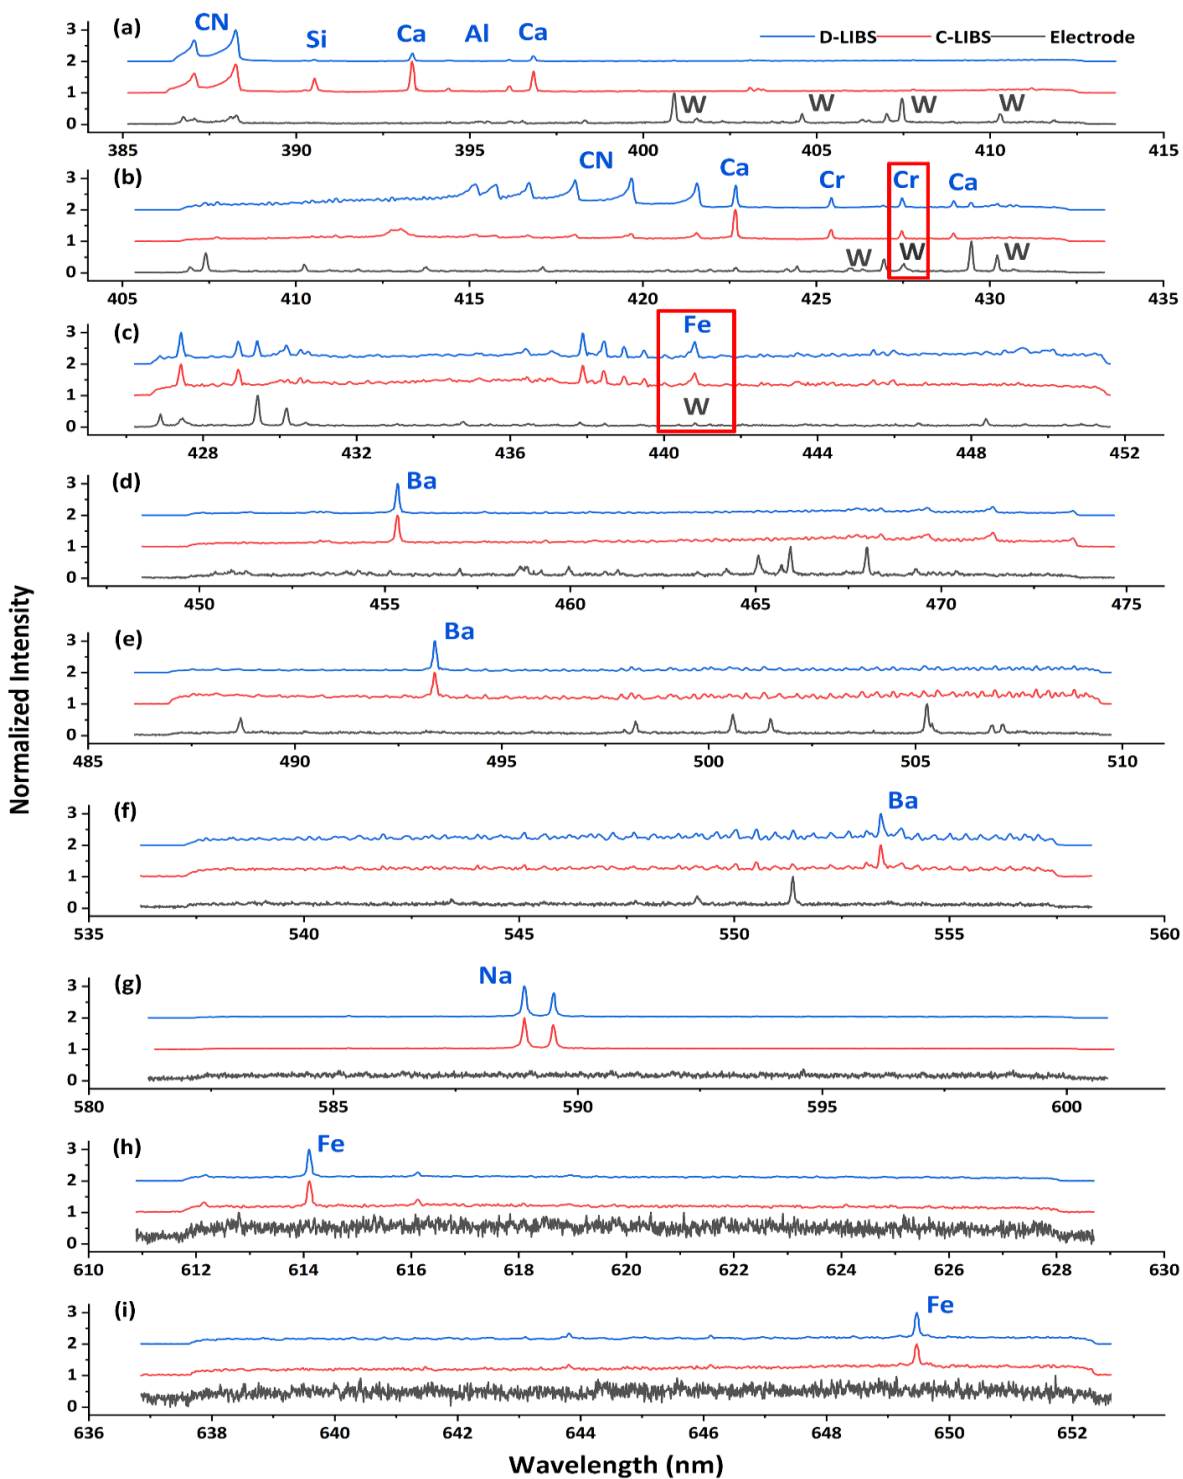 (a) CN Si Ca Al Ca D-LIBS C-LIBS Electrode
3
2
1
0
W W W W
385 390 395 400 405 410 415
(b) CN Ca Cr Cr Ca
3
2
1
0
W W W
405 410 415 420 425 430 435
(c) Fe
3
2
1
0
W
428 432 436 440 444 448 452
(d) Ba
3
2
1
0
450 455 460 465 470 475
(e) Ba
3
2
1
0
485 490 495 500 505 510
(f) Ba
3
2
1
0
535 540 545 550 555 560
(g) Na
3
2
1
0
580 585 590 595 600
(h) Fe
3
2
1
0
610 612 614 616 618 620 622 624 626 628 630
(i) Fe
3
2
1
0
636 638 640 642 644 646 648 650 652
Normalized Intensity
Wavelength (nm)